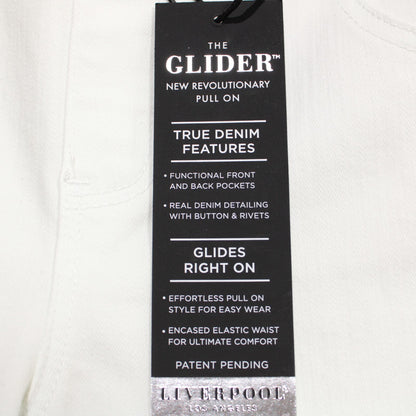 THE
GLIDER™
NEW REVOLUTIONARY
PULL ON
TRUE DENIM
FEATURES
• FUNCTIONAL FRONT
AND BACK POCKETS
• REAL DENIM DETAILING
WITH BUTTON & RIVETS
GLIDES
RIGHT ON
• EFFORTLESS PULL ON
STYLE FOR EASY WEAR
• ENCASED ELASTIC WAIST
FOR ULTIMATE COMFORT
PATENT PENDING
LIVERPOOL
LOS ANGELES